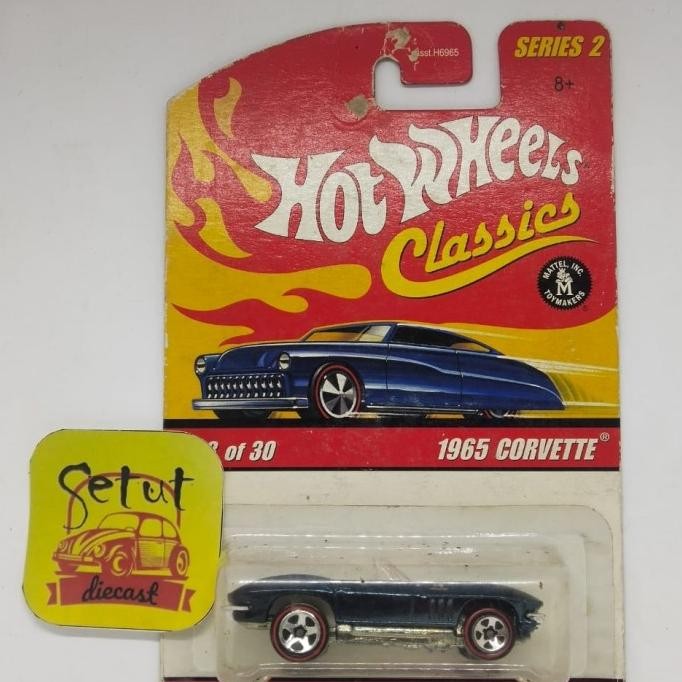 asst.H6965
SERIES 2
8+
HOT WHEELS
Classics
MATTEL, INC.
M
TOYMAKERS
of 30
1965 CORVETTE®
Setut
diecast